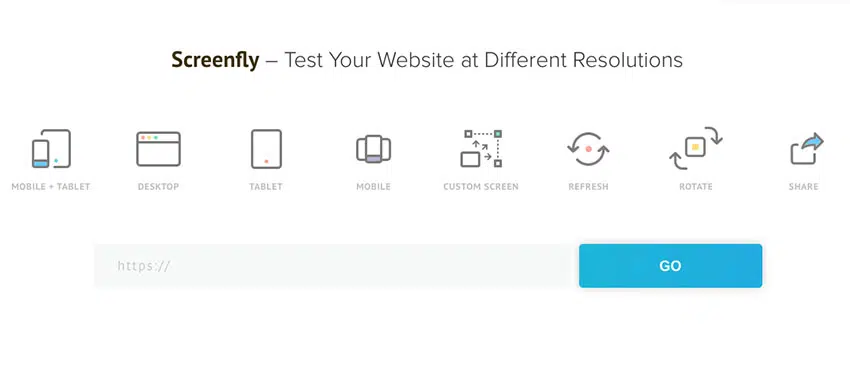 Screenfly – Test Your Website at Different Resolutions
MOBILE + TABLET DESKTOP TABLET MOBILE CUSTOM SCREEN REFRESH ROTATE SHARE
https:// GO